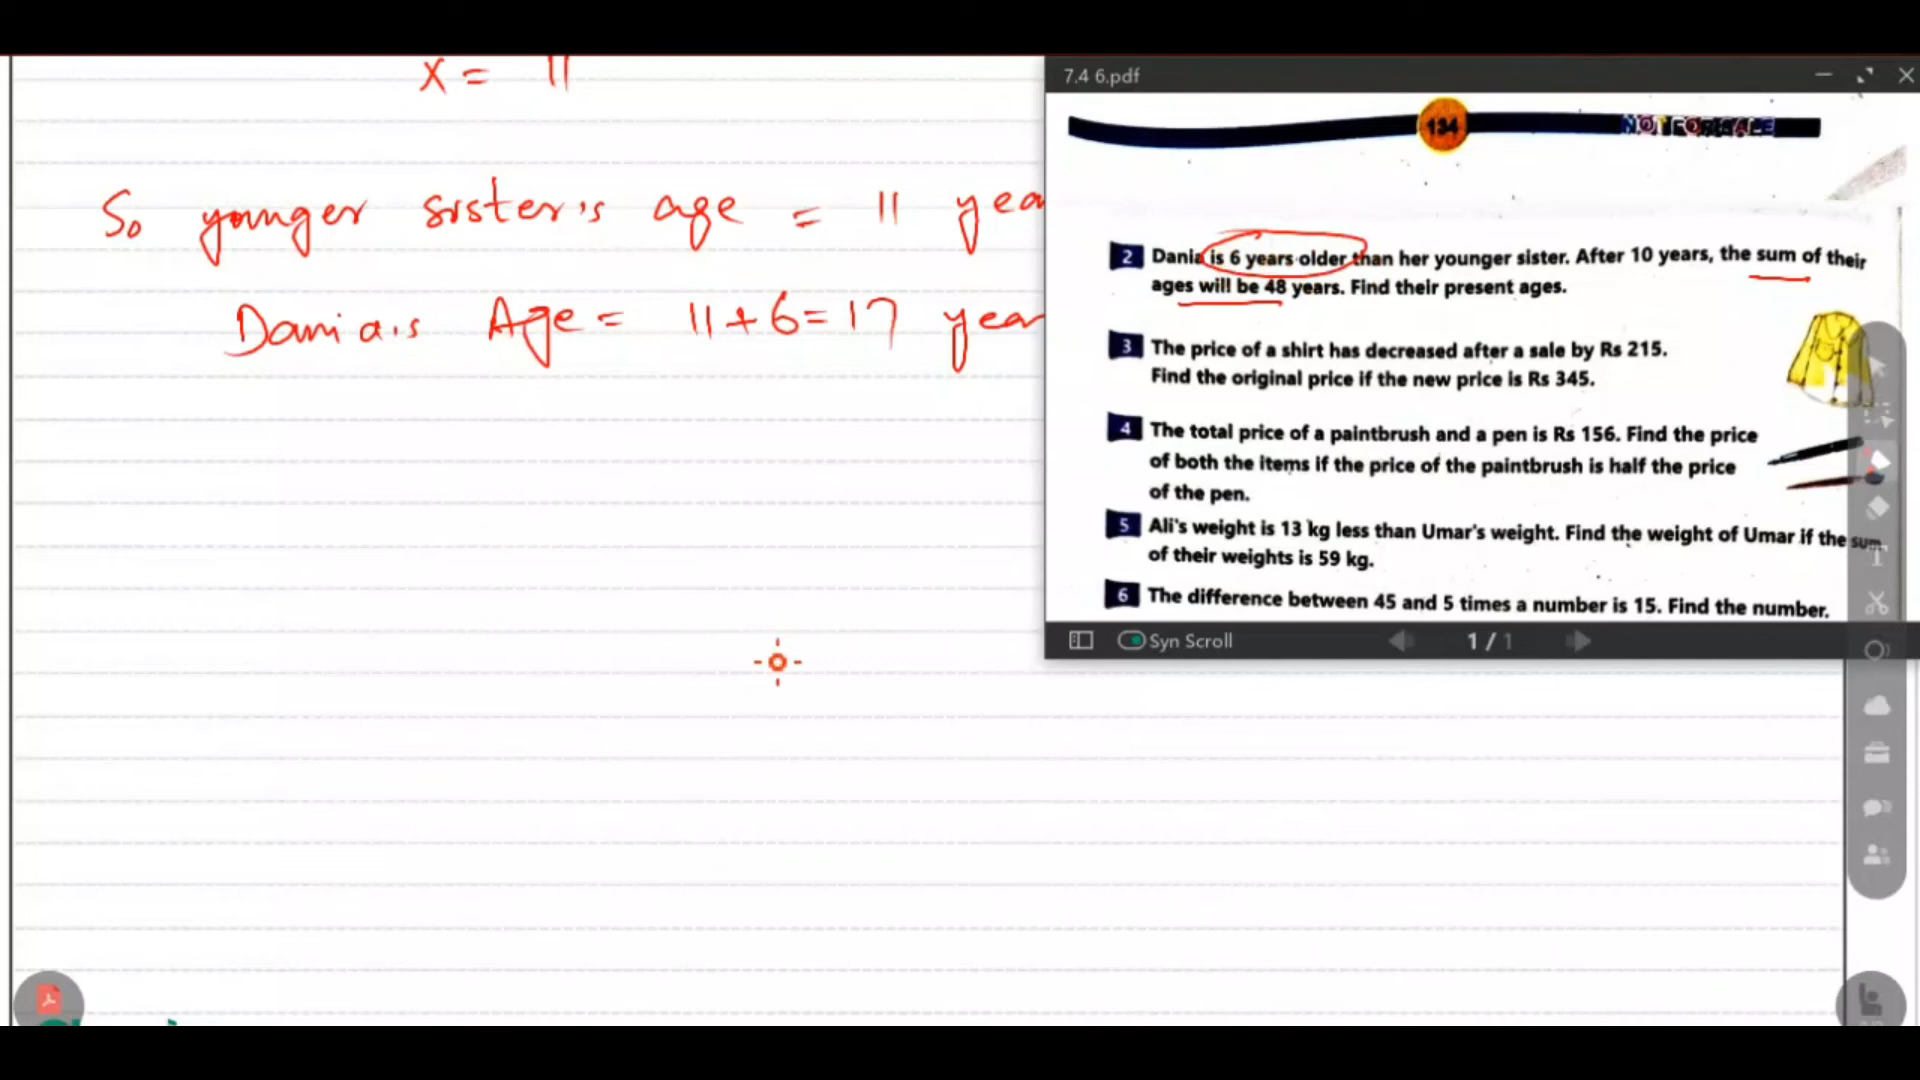 x = 11
So younger sister's age = 11 yea
Dania's Age = 11+6=17 year
7.4 6.pdf
134
NOT FOR SALE
2 Dania is 6 years older than her younger sister. After 10 years, the sum of their
ages will be 48 years. Find their present ages.
3 The price of a shirt has decreased after a sale by Rs 215.
Find the original price if the new price is Rs 345.
4 The total price of a paintbrush and a pen is Rs 156. Find the price
of both the items if the price of the paintbrush is half the price
of the pen.
5 Ali's weight is 13 kg less than Umar's weight. Find the weight of Umar if the sum
of their weights is 59 kg.
6 The difference between 45 and 5 times a number is 15. Find the number.
Syn Scroll
1 / 1